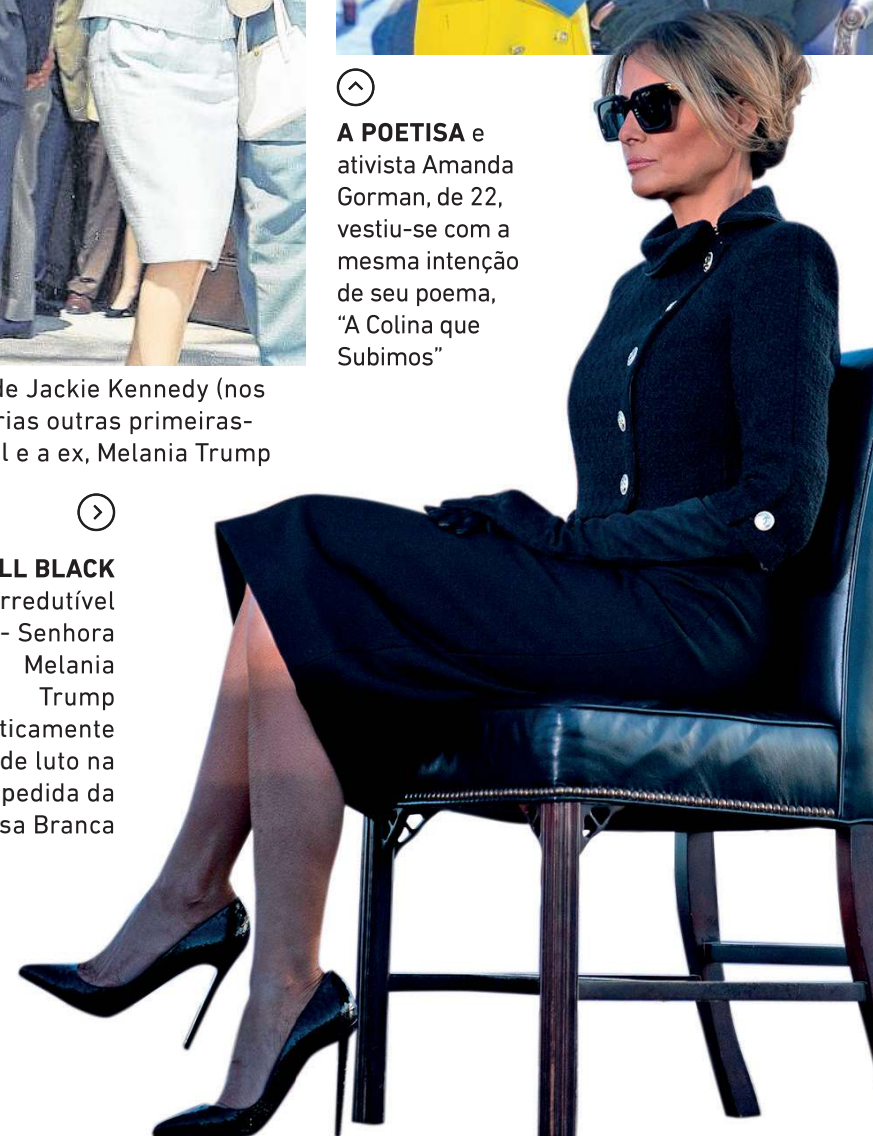 A POETISA e
ativista Amanda
Gorman, de 22,
vestiu-se com a
mesma intenção
de seu poema,
“A Colina que
Subimos”
de Jackie Kennedy (nos
rias outras primeiras-
l e a ex, Melania Trump
LL BLACK
rredutível
- Senhora
Melania
Trump
ticamente
de luto na
pedida da
sa Branca